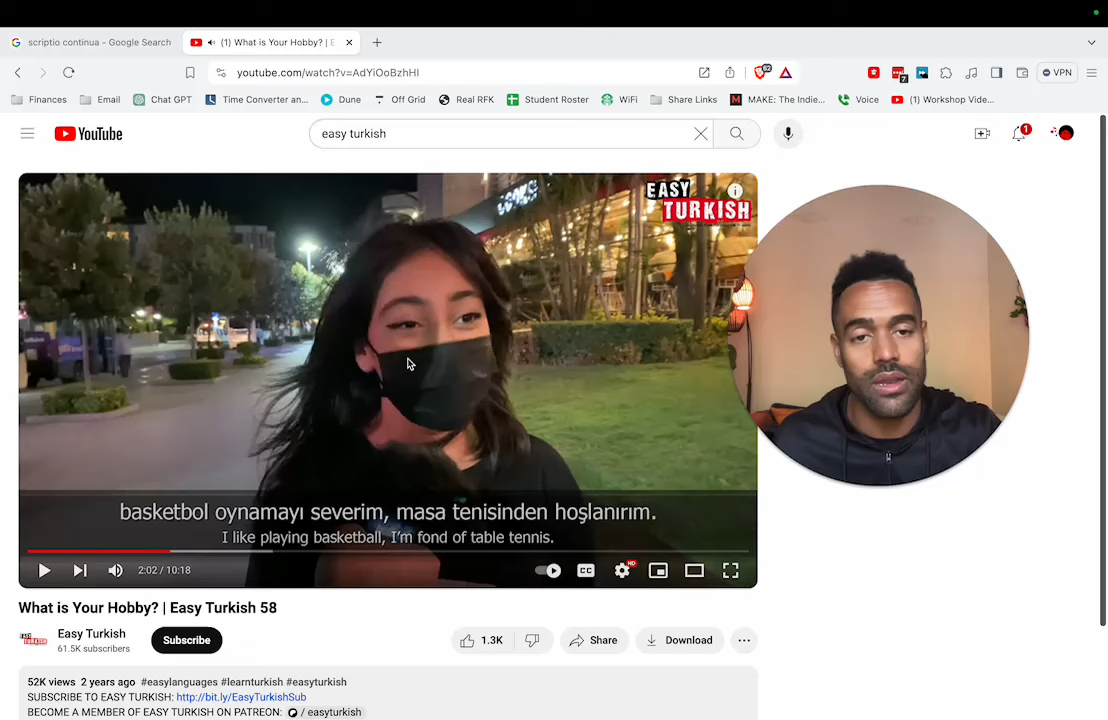 scriptio continua - Google Search
(1) What is Your Hobby? | E
youtube.com/watch?v=AdYiOoBzhHI
VPN
Finances
Email
Chat GPT
Time Converter an...
Dune
Off Grid
Real RFK
Student Roster
WiFi
Share Links
MAKE: The Indie...
Voice
(1) Workshop Vide...
YouTube
easy turkish
1
EASY
TURKISH
basketbol oynamayı severim, masa tenisinden hoşlanırım.
I like playing basketball, I'm fond of table tennis.
2:02 / 10:18
CC
HD
What is Your Hobby? | Easy Turkish 58
Easy Turkish
61.5K subscribers
Subscribe
1.3K
Share
Download
52K views 2 years ago #easylanguages #learnturkish #easyturkish
SUBSCRIBE TO EASY TURKISH: http://bit.ly/EasyTurkishSub
BECOME A MEMBER OF EASY TURKISH ON PATREON: / easyturkish